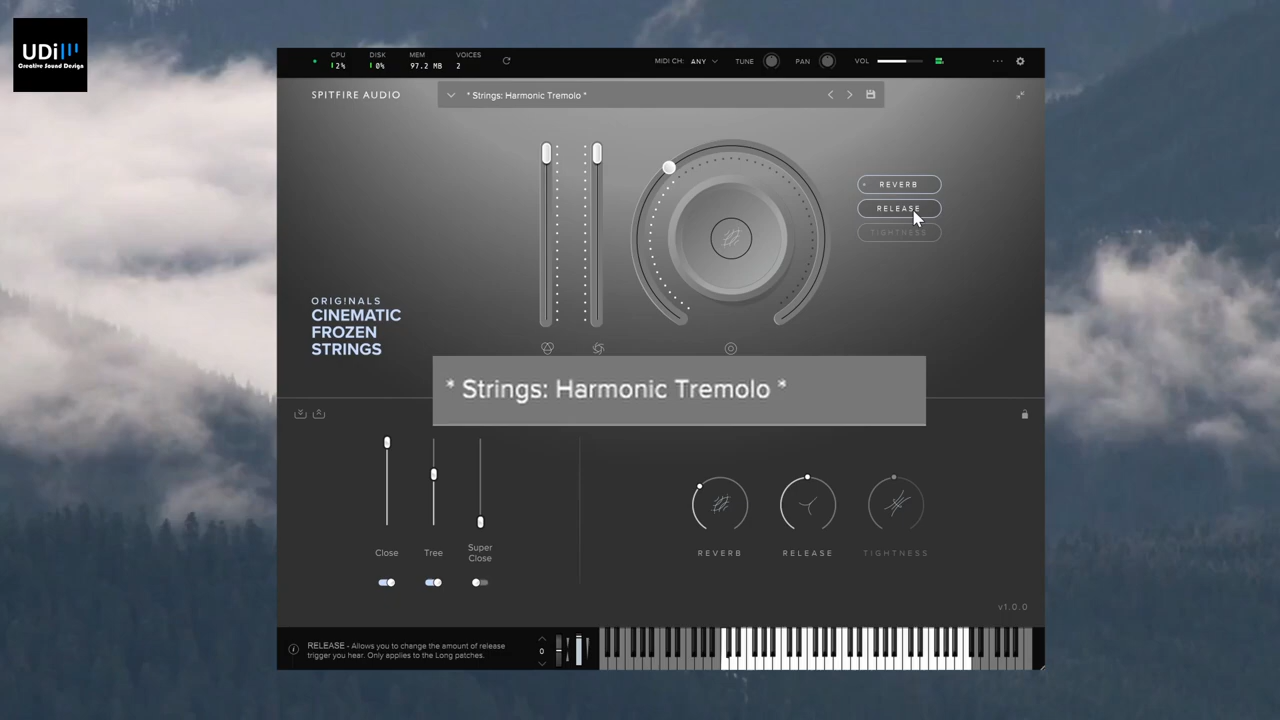 UDi
Creative Sound Design
CPU
2%
DISK
0%
MEM
97.2 MB
VOICES
2
MIDI CH: ANY
TUNE
PAN
VOL
SPITFIRE AUDIO
* Strings: Harmonic Tremolo *
REVERB
RELEASE
TIGHTNESS
ORIG!NALS
CINEMATIC
FROZEN
STRINGS
* Strings: Harmonic Tremolo *
Close
Tree
Super
Close
REVERB
RELEASE
TIGHTNESS
v1.0.0
RELEASE - Allows you to change the amount of release
trigger you hear. Only applies to the Long patches.
0